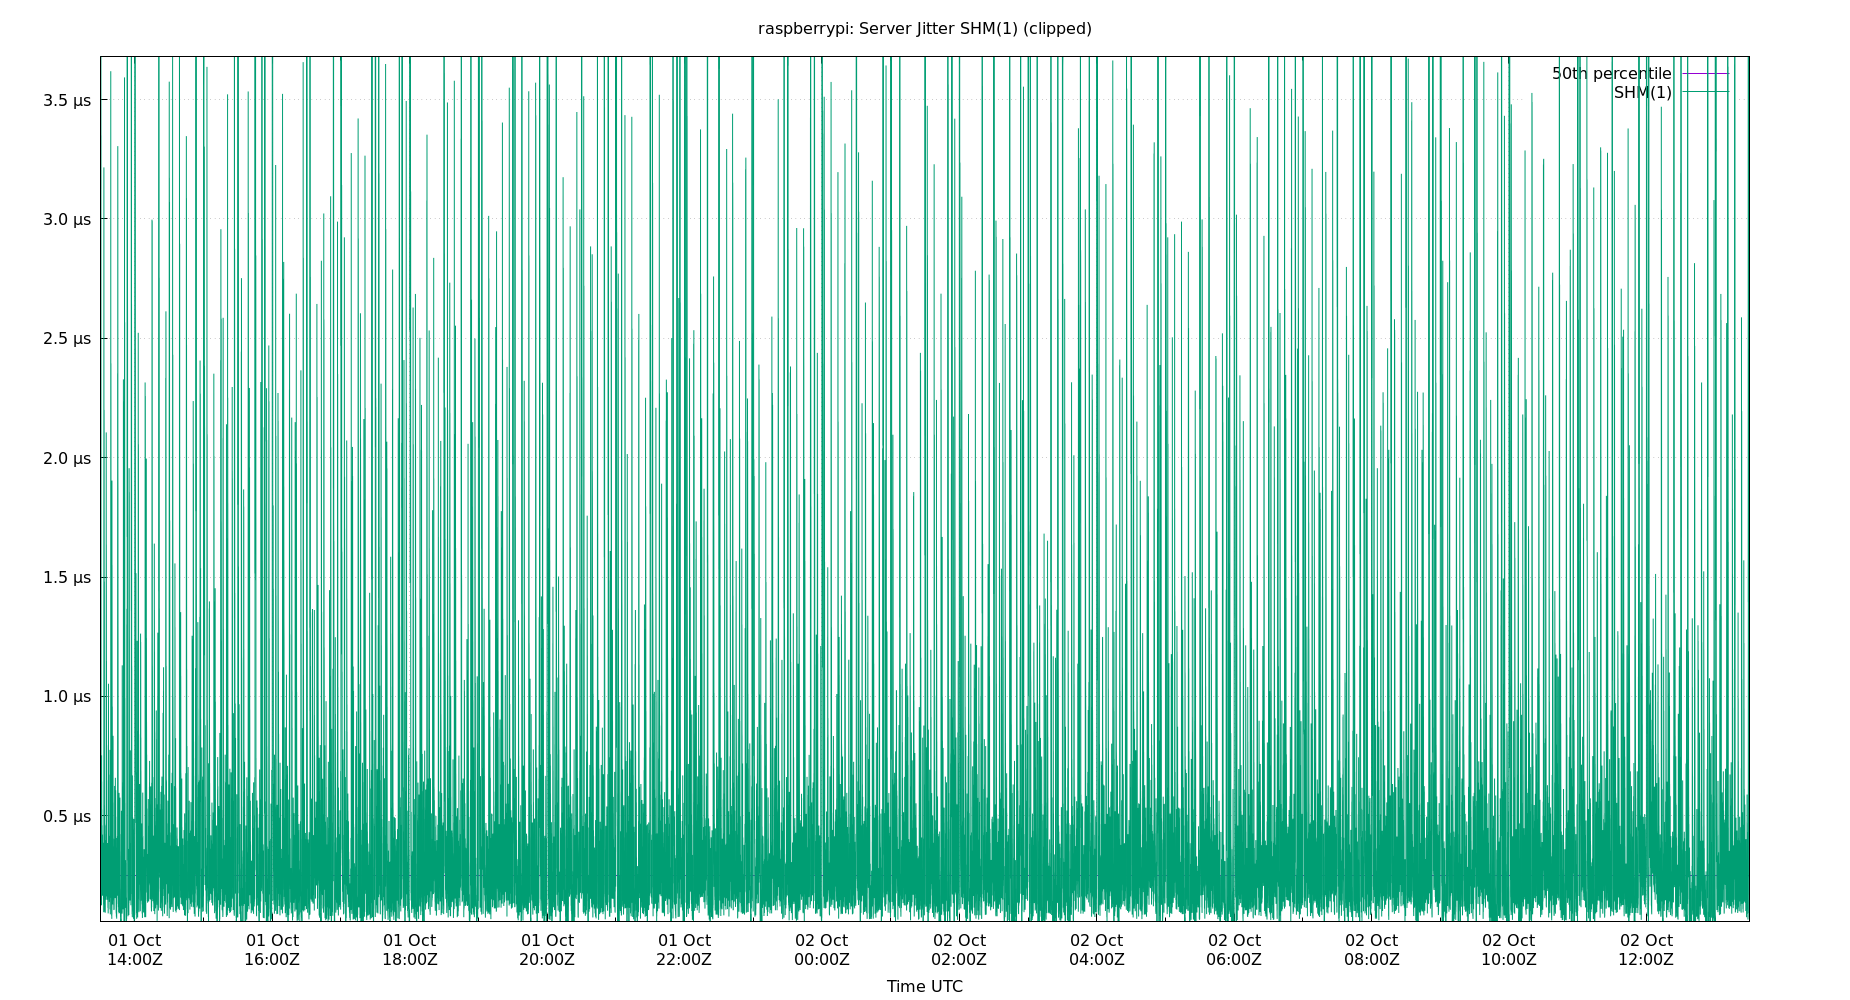 raspberrypi: Server Jitter SHM(1) (clipped)
50th percentile
SHM(1)
3.5 µs
3.0 µs
2.5 µs
2.0 µs
1.5 µs
1.0 µs
0.5 µs
01 Oct 01 Oct 01 Oct 01 Oct 01 Oct 02 Oct 02 Oct 02 Oct 02 Oct 02 Oct 02 Oct 02 Oct
14:00Z 16:00Z 18:00Z 20:00Z 22:00Z 00:00Z 02:00Z 04:00Z 06:00Z 08:00Z 10:00Z 12:00Z
Time UTC